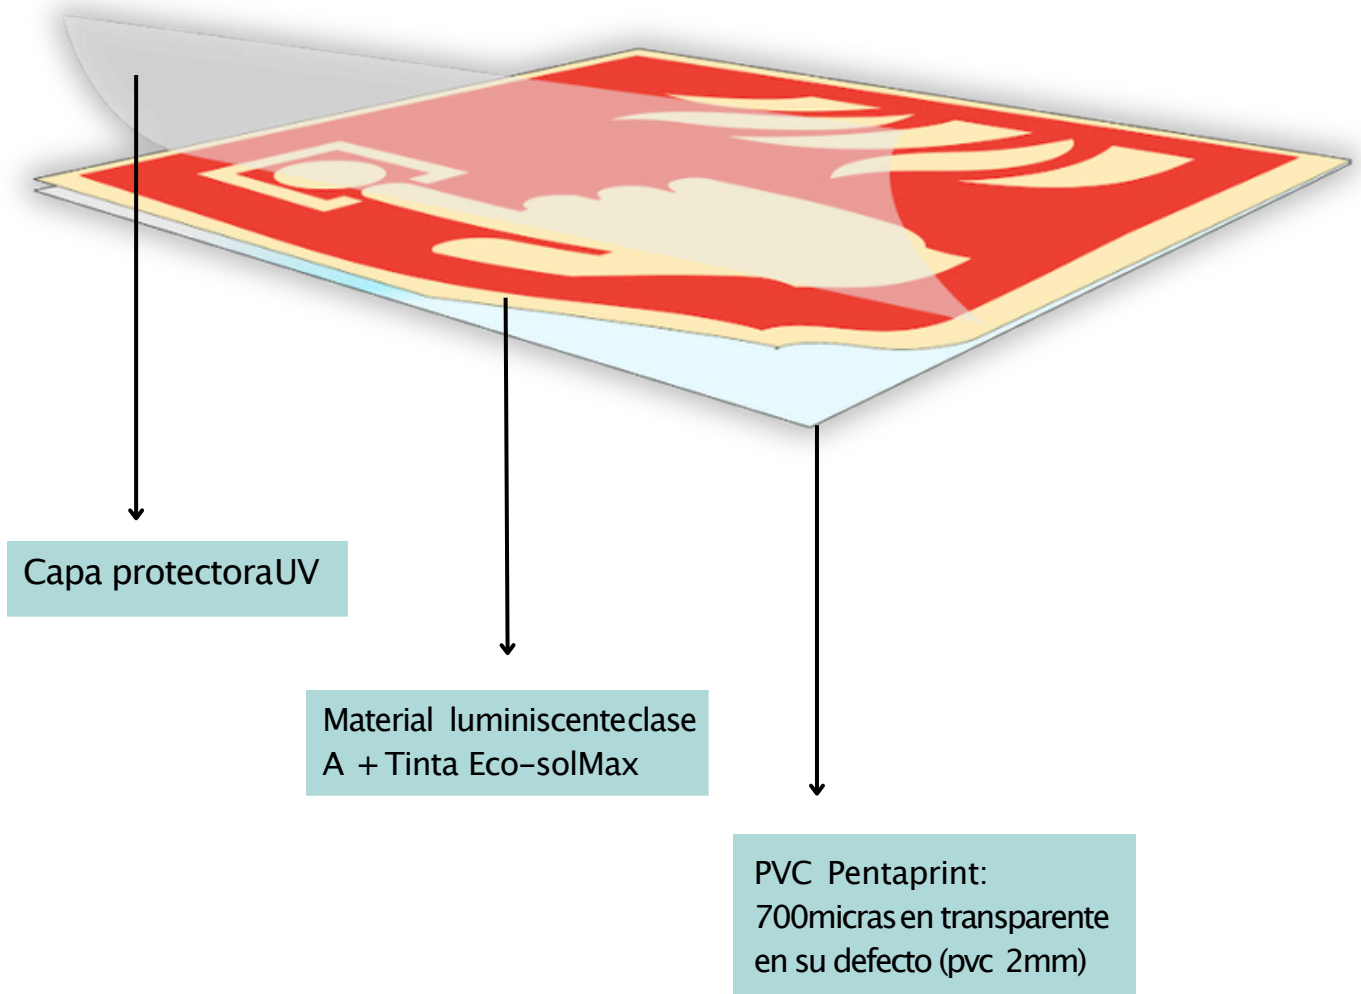 Capa protectoraUV
Material luminiscenteclase
A + Tinta Eco-solMax
PVC Pentaprint:
700micras en transparente
en su defecto (pvc 2mm)